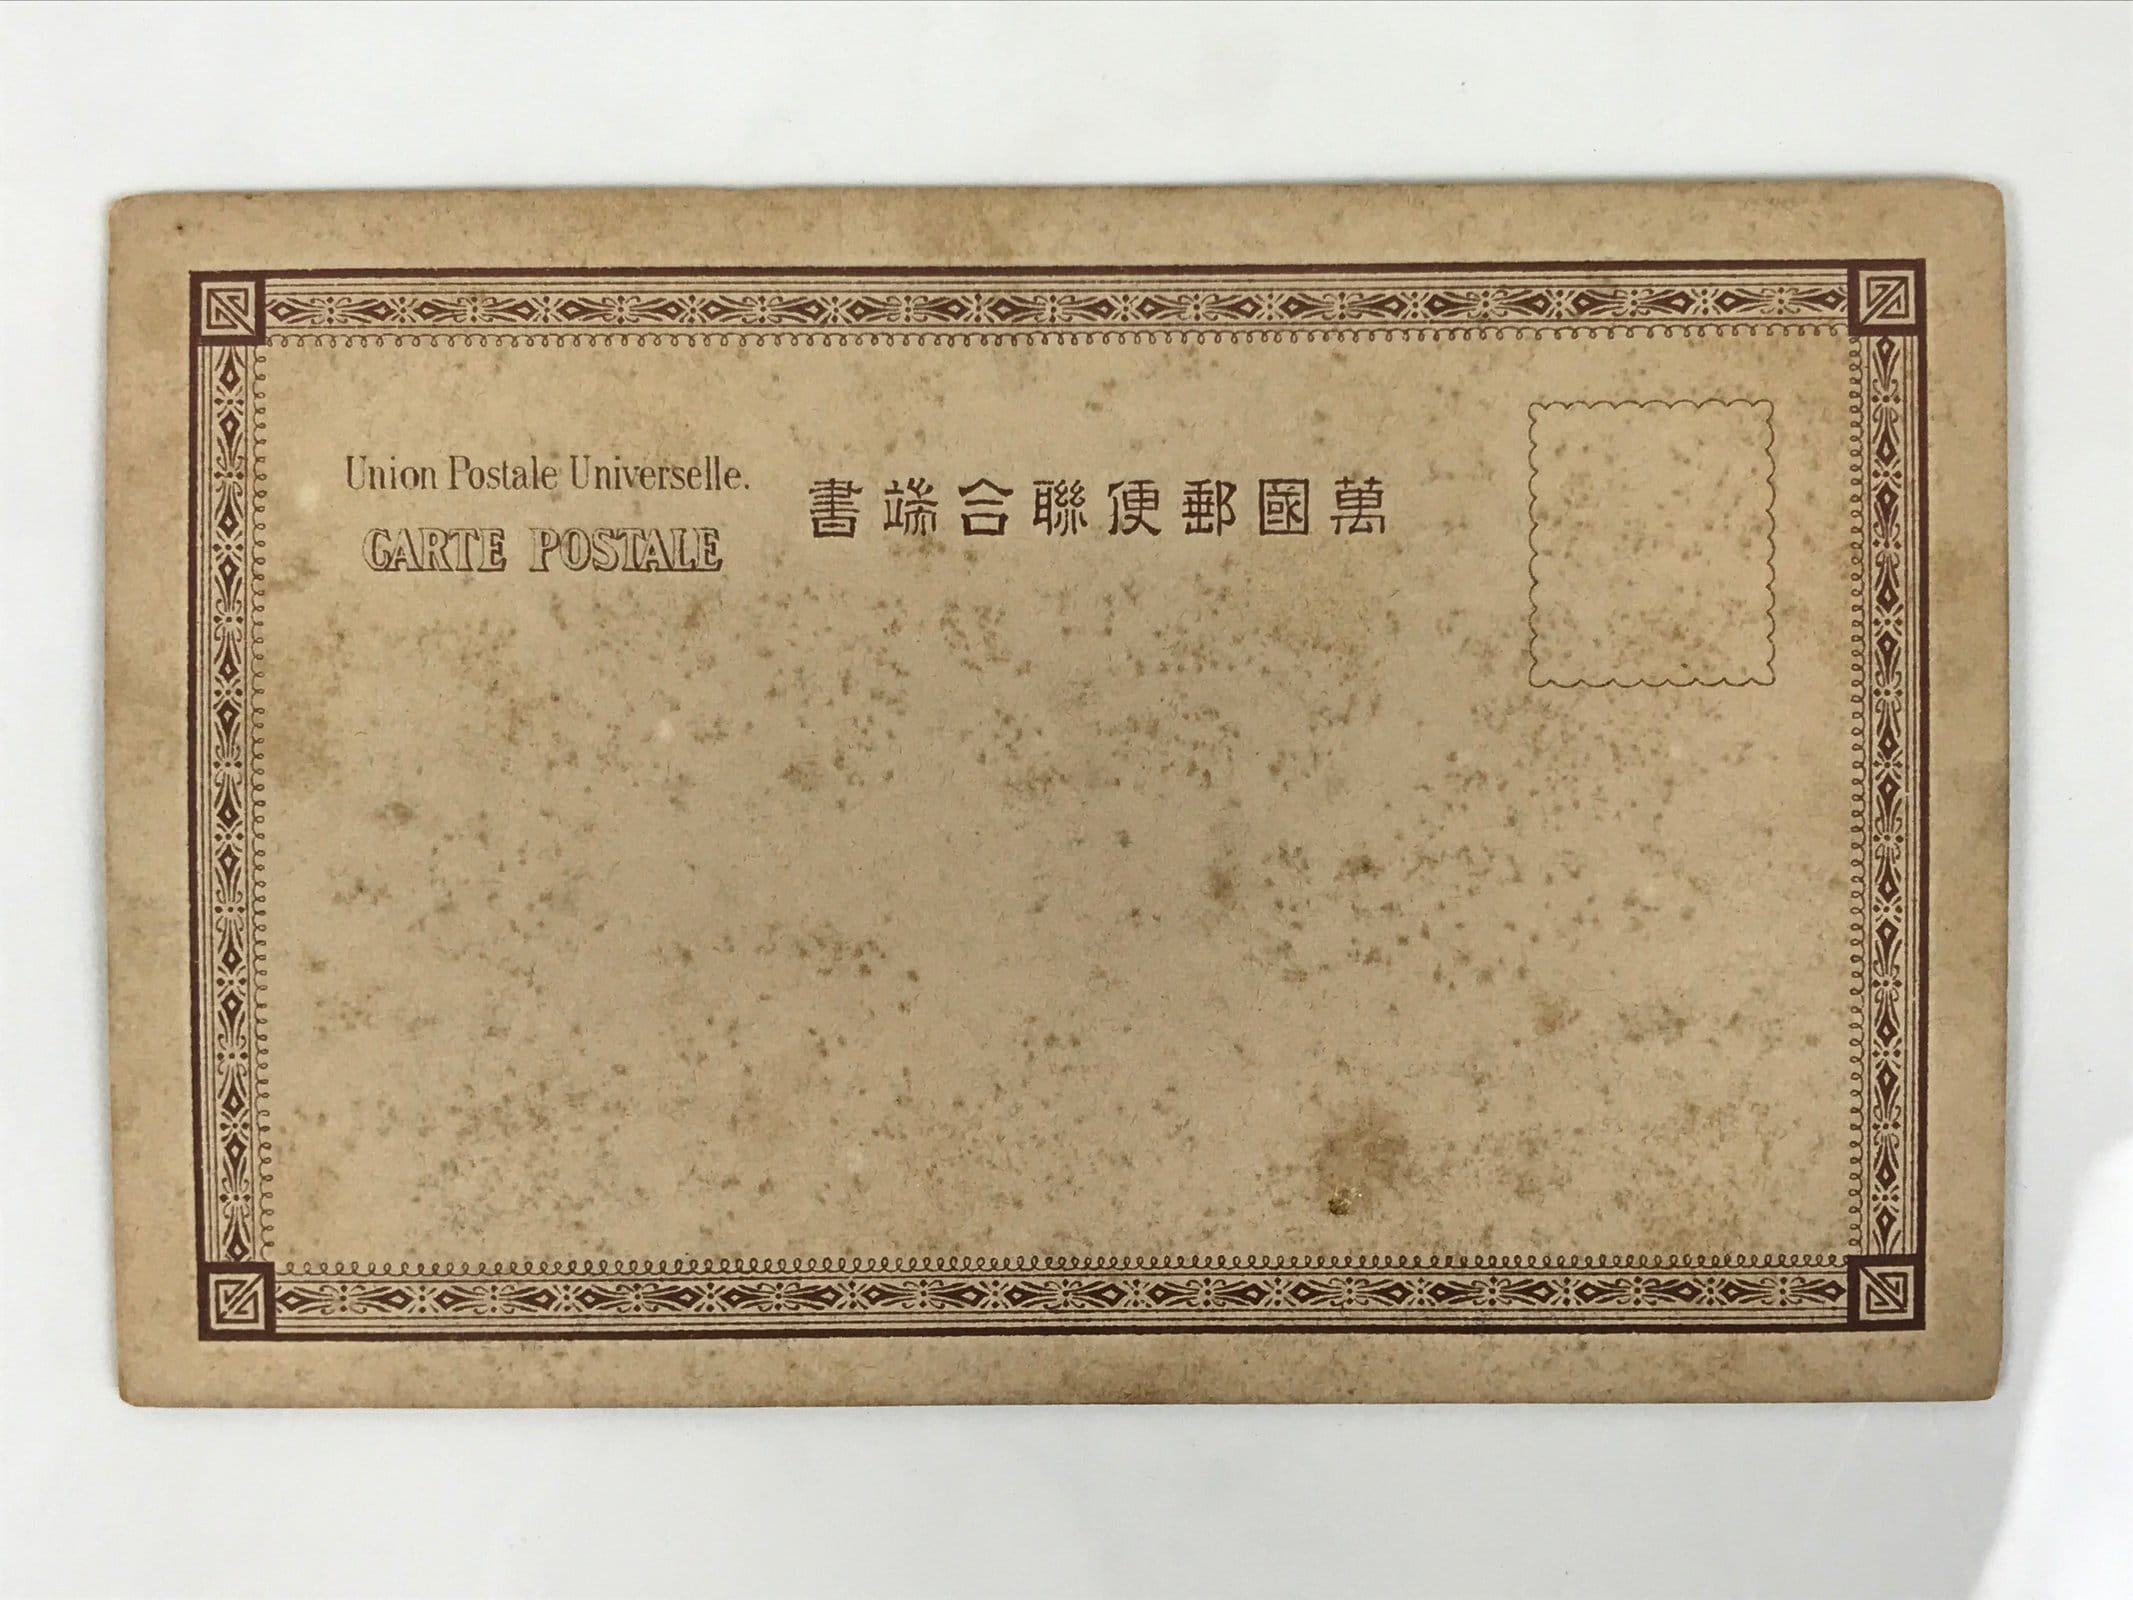 Union Postale Universelle.
CARTE POSTALE
書端合聯便郵國萬